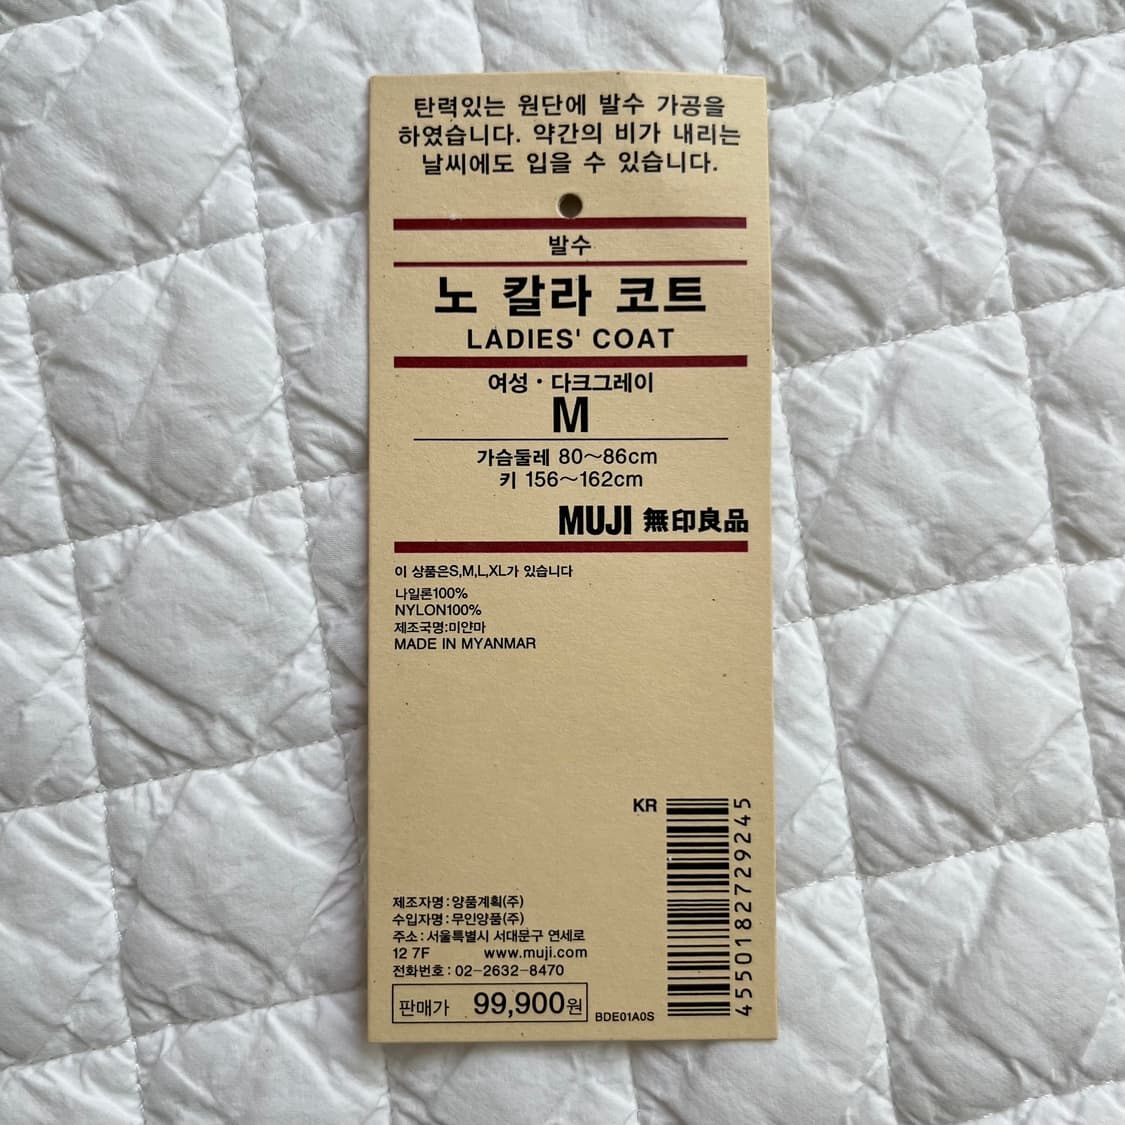 탄력있는 원단에 발수 가공을
하였습니다. 약간의 비가 내리는
날씨에도 입을 수 있습니다.
발수
노 칼라 코트
LADIES' COAT
여성・다크그레이
M
가슴둘레 80～86cm
키 156～162cm
MUJI 無印良品
이 상품은S,M,L,XL가 있습니다
나일론100%
NYLON100%
제조국명:미얀마
MADE IN MYANMAR
KR
4550182729245
제조자명:양품계획(주)
수입자명:무인양품(주)
주소:서울특별시 서대문구 연세로
12 7F www.muji.com
전화번호:02-2632-8470
판매가 99,900원
BDE01A0S